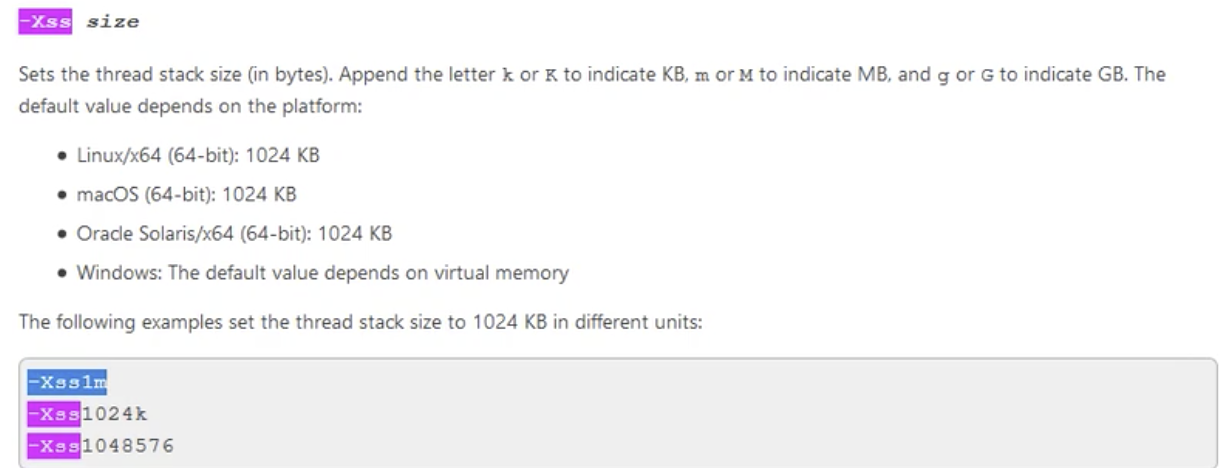 -Xss size
Sets the thread stack size (in bytes). Append the letter k or K to indicate KB, m or M to indicate MB, and g or G to indicate GB. The
default value depends on the platform:
• Linux/x64 (64-bit): 1024 KB
• macOS (64-bit): 1024 KB
• Oracle Solaris/x64 (64-bit): 1024 KB
• Windows: The default value depends on virtual memory
The following examples set the thread stack size to 1024 KB in different units:
-Xss1m
-Xss1024k
-Xss1048576